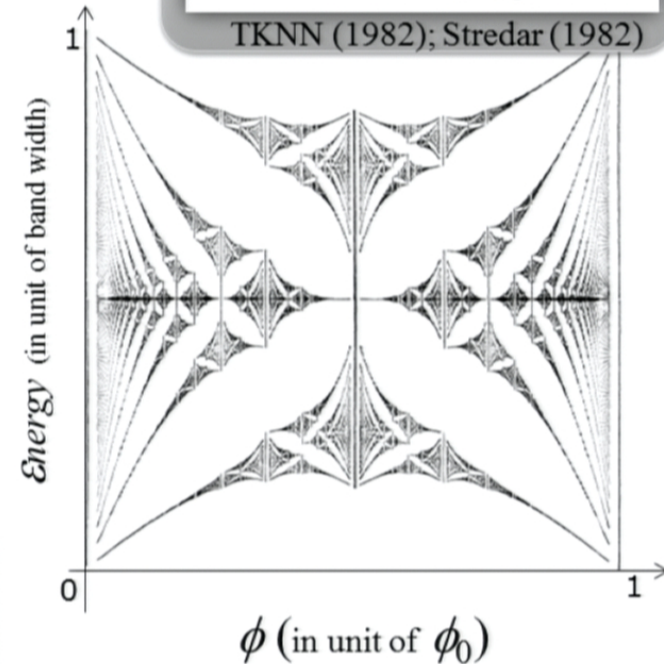 TKNN (1982); Stredar (1982)
1
Energy (in unit of band width)
0
1
ϕ (in unit of ϕ₀)